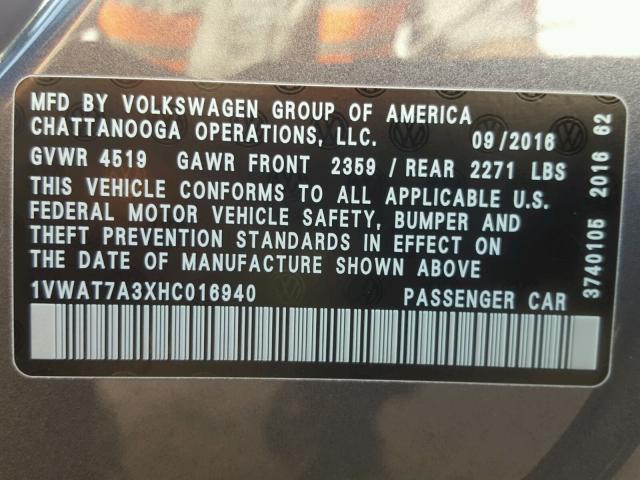 MFD BY VOLKSWAGEN GROUP OF AMERICA
CHATTANOOGA OPERATIONS, LLC. 09/2016
GVWR 4519 GAWR FRONT 2359 / REAR 2271 LBS
THIS VEHICLE CONFORMS TO ALL APPLICABLE U.S.
FEDERAL MOTOR VEHICLE SAFETY, BUMPER AND
THEFT PREVENTION STANDARDS IN EFFECT ON
THE DATE OF MANUFACTURE SHOWN ABOVE
1VWAT7A3XHC016940 PASSENGER CAR
3740105 2016 62